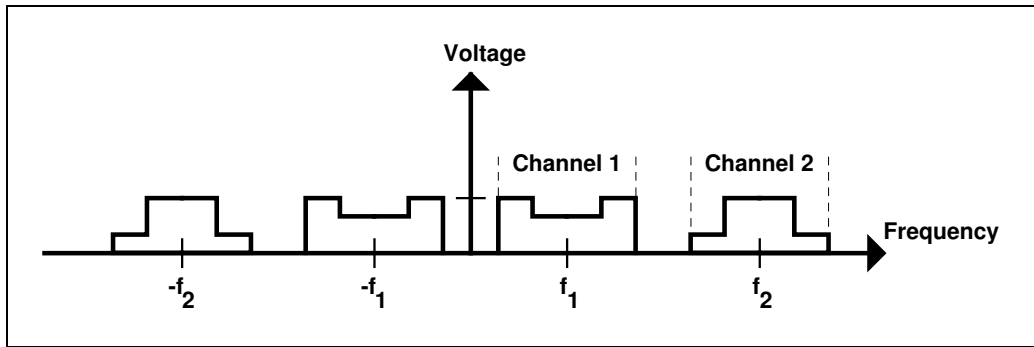 Voltage
Channel 1
Channel 2
Frequency
-f2
-f1
f1
f2